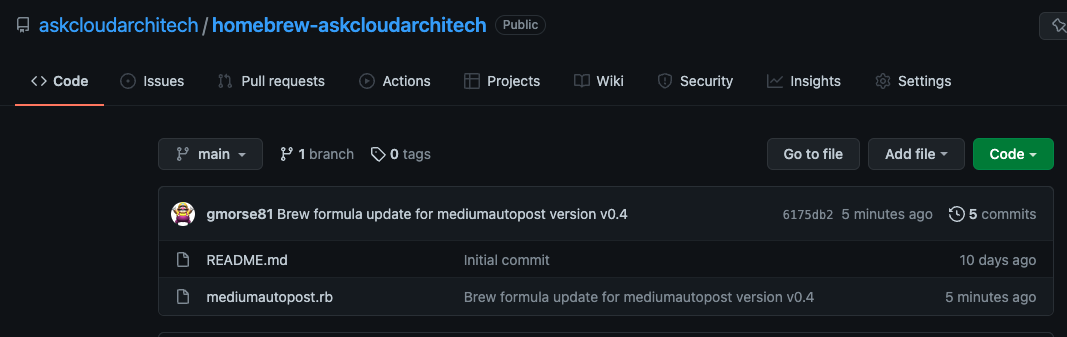 askcloudarchitech / homebrew-askcloudarchitech Public
Code Issues Pull requests Actions Projects Wiki Security Insights Settings
main 1 branch 0 tags Go to file Add file Code
gmorse81 Brew formula update for mediumautopost version v0.4 6175db2 5 minutes ago 5 commits
README.md Initial commit 10 days ago
mediumautopost.rb Brew formula update for mediumautopost version v0.4 5 minutes ago